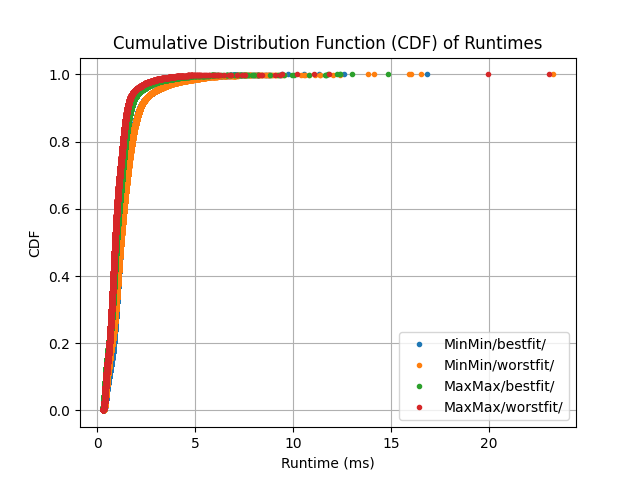 Cumulative Distribution Function (CDF) of Runtimes
1.0
0.8
0.6
0.4
0.2
0.0
CDF
0
5
10
15
20
Runtime (ms)
MinMin/bestfit/
MinMin/worstfit/
MaxMax/bestfit/
MaxMax/worstfit/